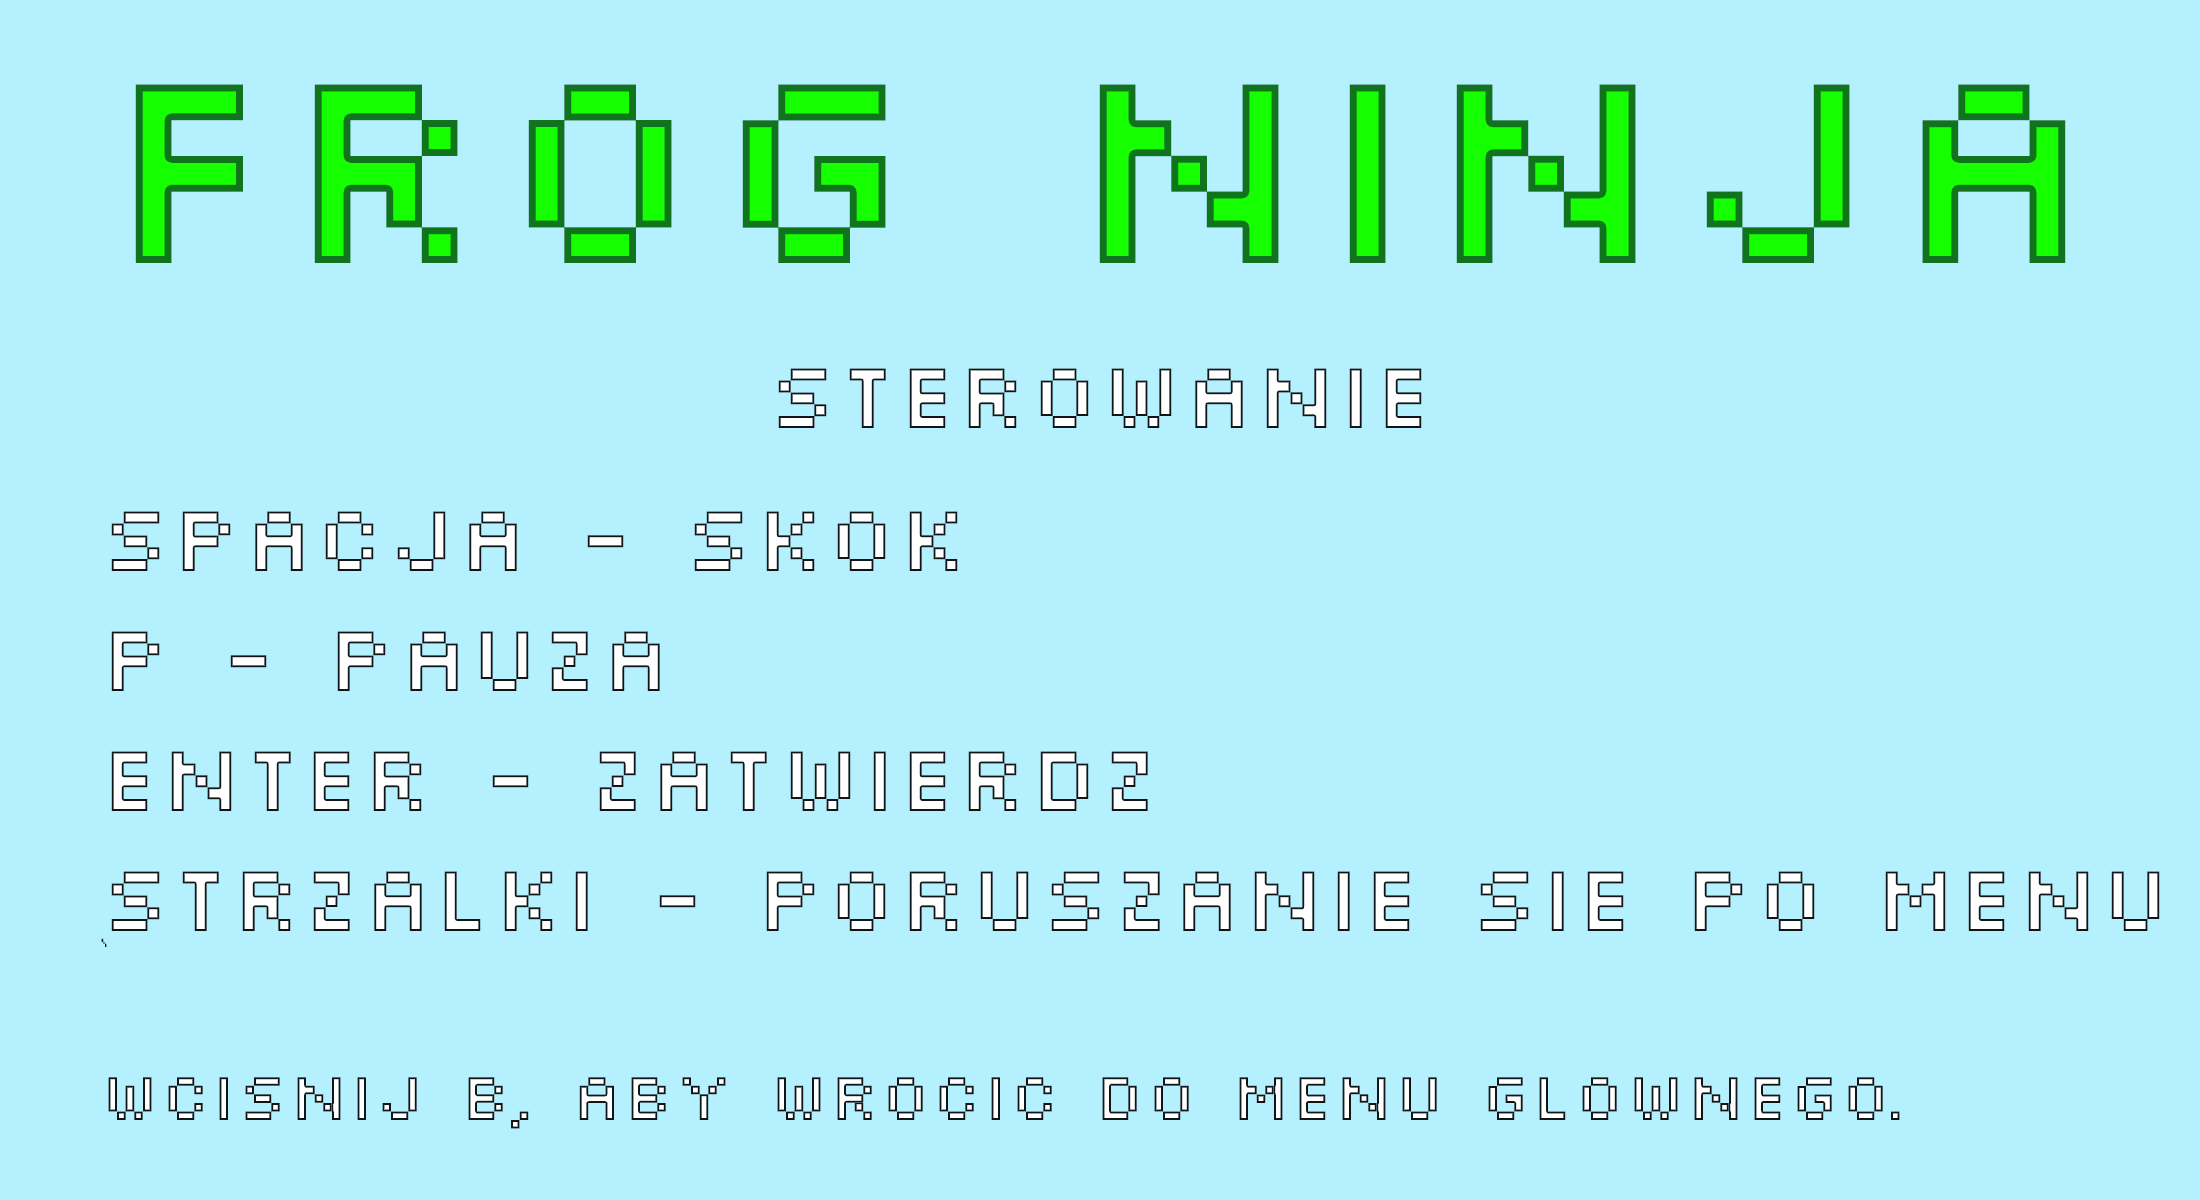 FROG NINJA
STEROWANIE
SPACJA - SKOK
P - PAUZA
ENTER - ZATWIERDZ
STRZALKI - PORUSZANIE SIE PO MENU
WCISNIJ B, ABY WROCIC DO MENU GLOWNEGO.